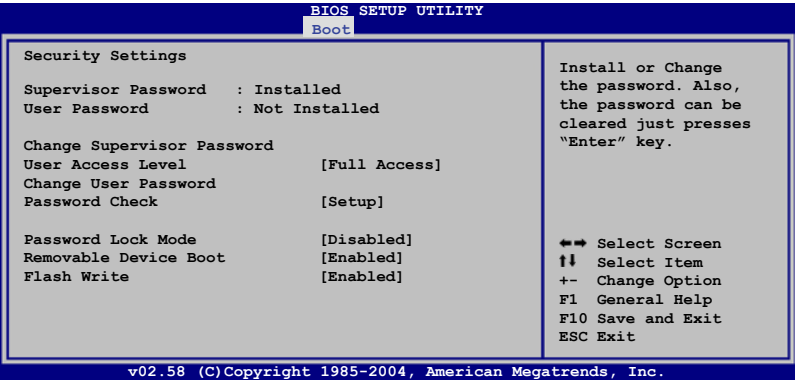 BIOS SETUP UTILITY
Boot
Security Settings
Supervisor Password : Installed
User Password : Not Installed
Change Supervisor Password
User Access Level [Full Access]
Change User Password
Password Check [Setup]
Password Lock Mode [Disabled]
Removable Device Boot [Enabled]
Flash Write [Enabled]
Install or Change
the password. Also,
the password can be
cleared just presses
“Enter” key.
←→ Select Screen
↑↓ Select Item
+- Change Option
F1 General Help
F10 Save and Exit
ESC Exit
v02.58 (C)Copyright 1985-2004, American Megatrends, Inc.